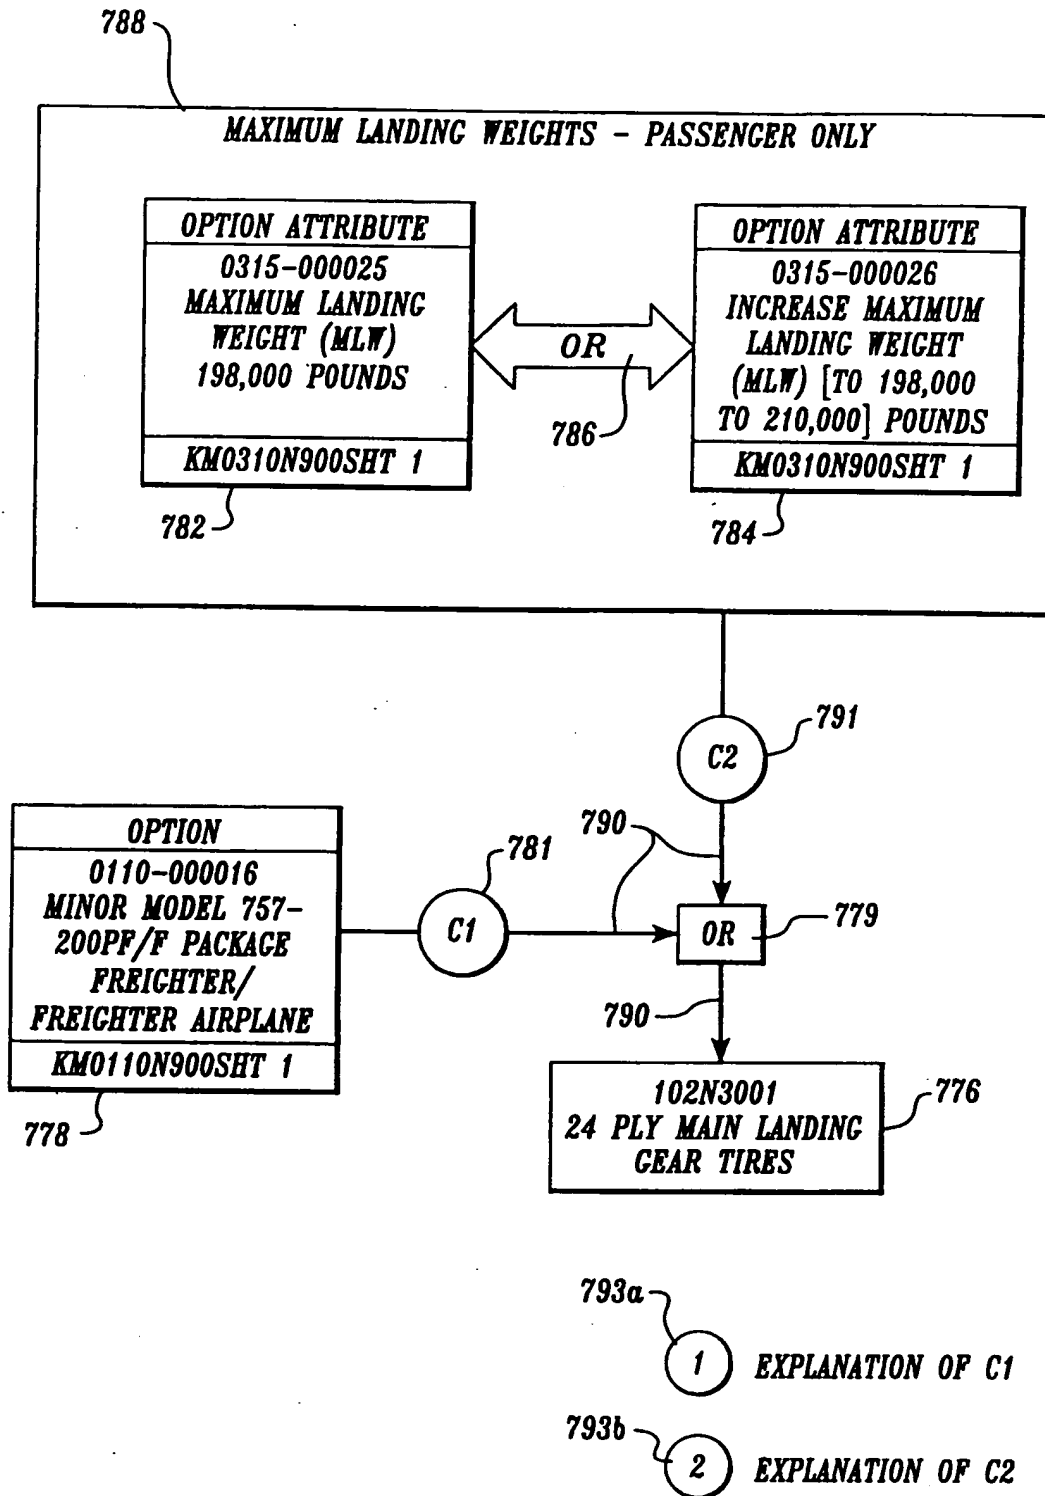 788
MAXIMUM LANDING WEIGHTS - PASSENGER ONLY
OPTION ATTRIBUTE
0315-000025
MAXIMUM LANDING
WEIGHT (MLW)
198,000 POUNDS
KM0310N900SHT 1
782
OR
786
OPTION ATTRIBUTE
0315-000026
INCREASE MAXIMUM
LANDING WEIGHT
(MLW) [TO 198,000
TO 210,000] POUNDS
KM0310N900SHT 1
784
C2
791
OPTION
0110-000016
MINOR MODEL 757-
200PF/F PACKAGE
FREIGHTER/
FREIGHTER AIRPLANE
KM0110N900SHT 1
778
C1
781
790
OR
779
790
102N3001
24 PLY MAIN LANDING
GEAR TIRES
776
793a
1 EXPLANATION OF C1
793b
2 EXPLANATION OF C2